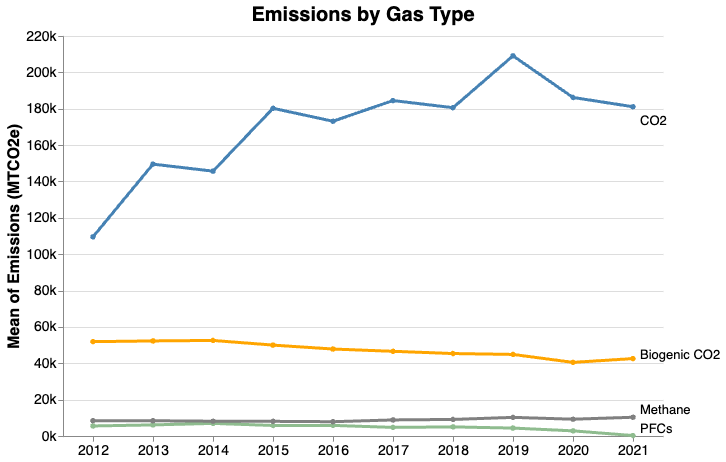 Emissions by Gas Type
Mean of Emissions (MTCO2e)
220k
200k
180k
160k
140k
120k
100k
80k
60k
40k
20k
0k
CO2
Biogenic CO2
Methane
PFCs
2012 2013 2014 2015 2016 2017 2018 2019 2020 2021